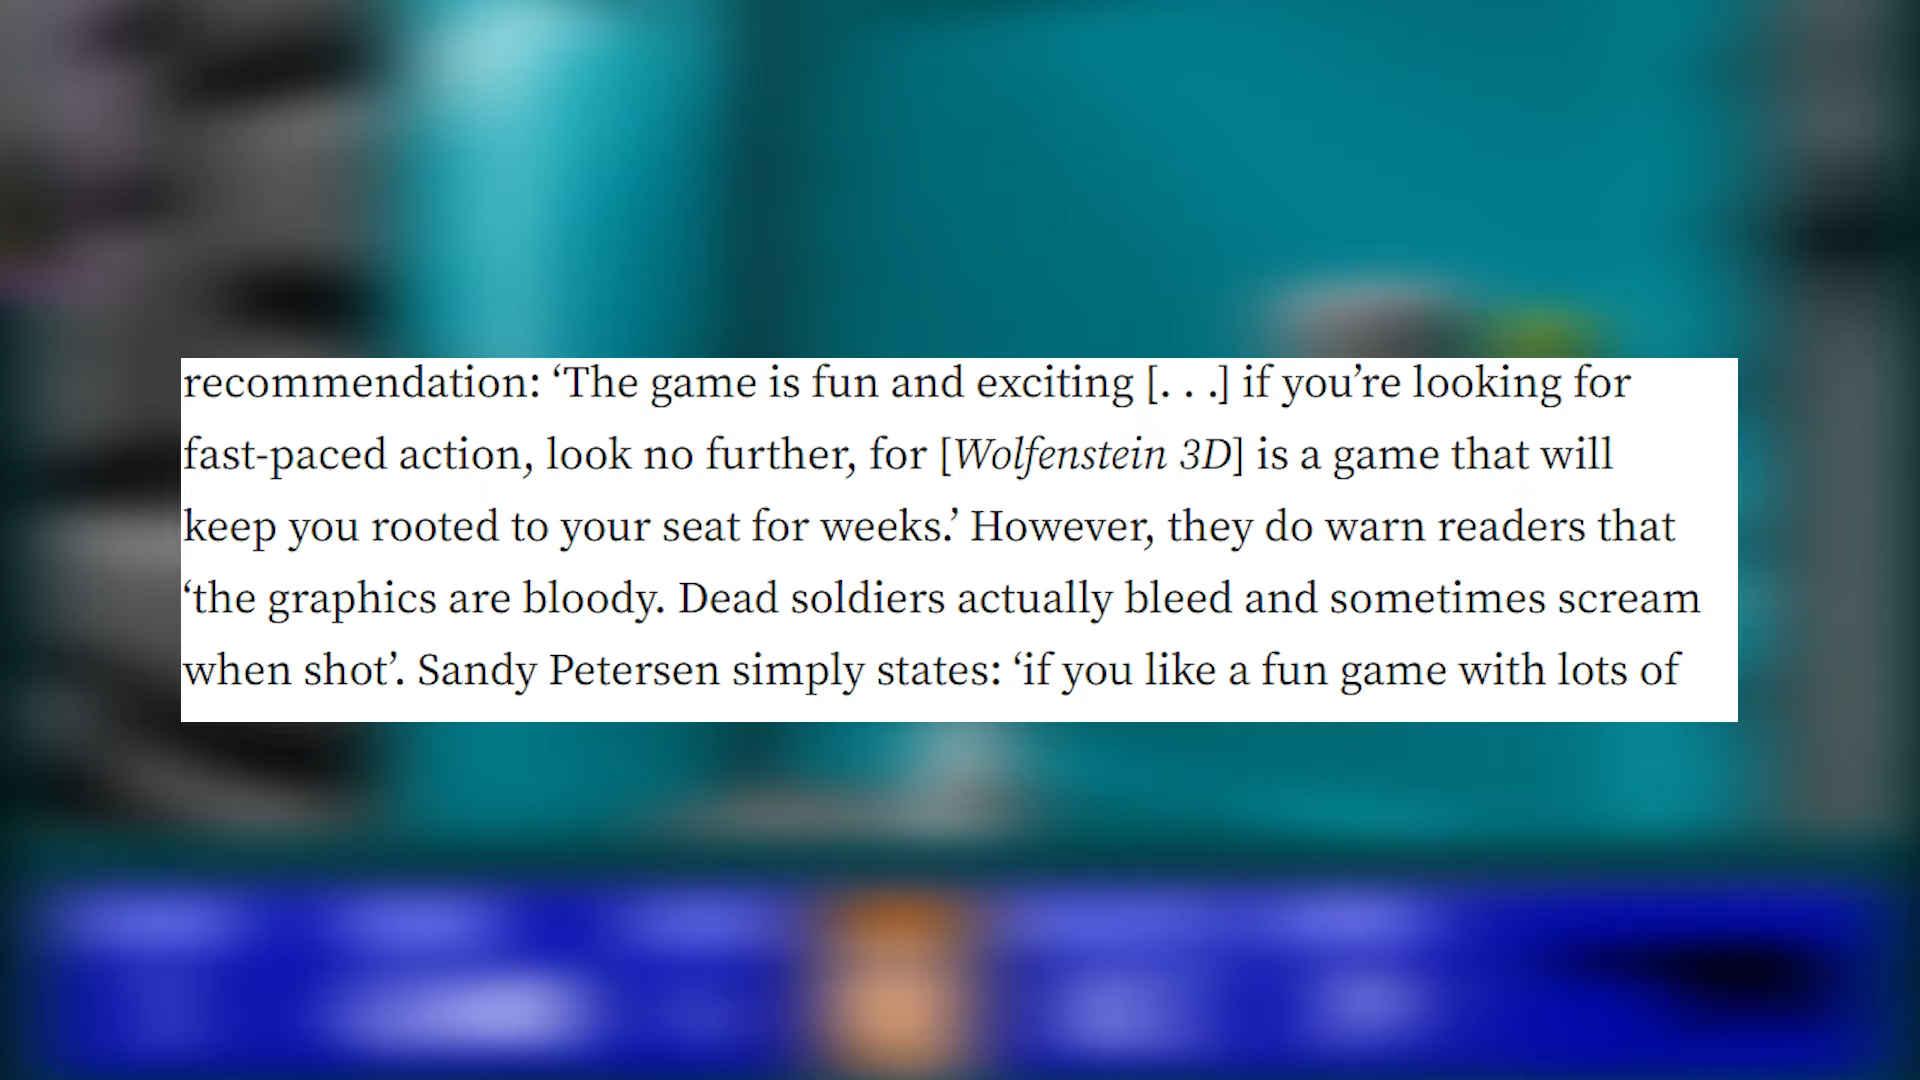 recommendation: ‘The game is fun and exciting [. . .] if you’re looking for
fast-paced action, look no further, for [Wolfenstein 3D] is a game that will
keep you rooted to your seat for weeks.’ However, they do warn readers that
‘the graphics are bloody. Dead soldiers actually bleed and sometimes scream
when shot’. Sandy Petersen simply states: ‘if you like a fun game with lots of